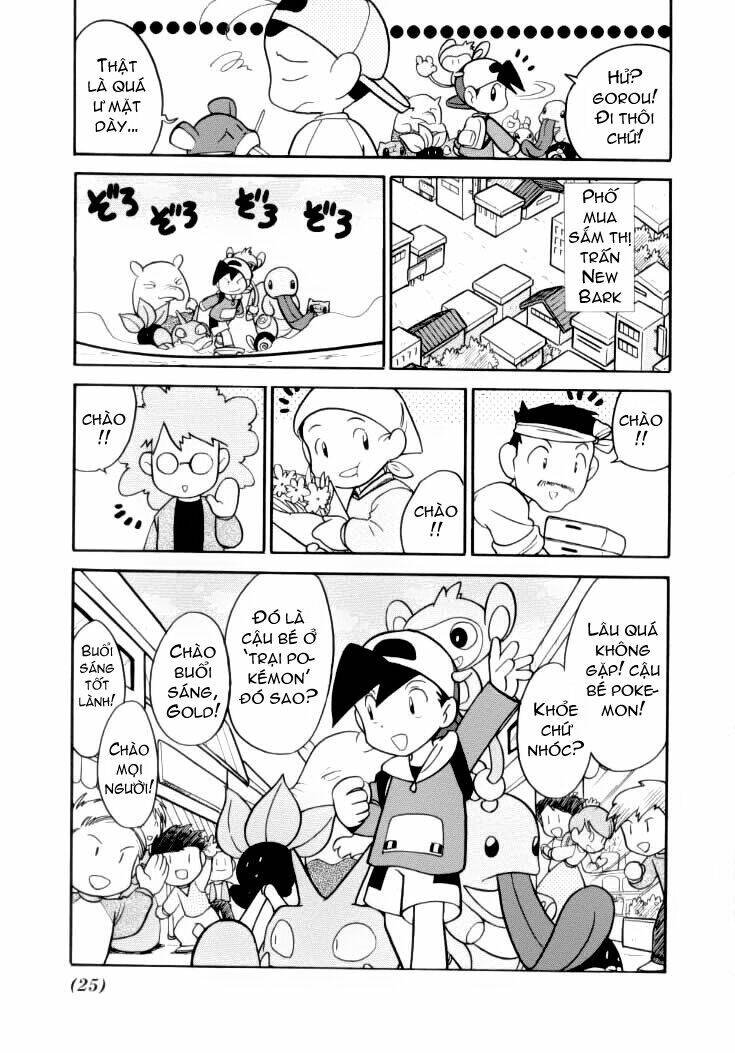 HỬ?
GOROU!
ĐI THÔI
CHỨ!
THẬT
LÀ QUÁ
Ư MẶT
DÀY...
PHỐ
MUA
SẮM THỊ
TRẤN
NEW
BARK
ぞろ
ぞろ
ぞろ
ぞろ
CHÀO
!!
CHÀO
!!
CHÀO
!!
LÂU QUÁ
KHÔNG
GẶP! CẬU
BÉ POKE-
MON!
KHỎE
CHỨ
NHÓC?
ĐÓ LÀ
CẬU BÉ Ở
‘TRẠI PO-
KÉMON’
ĐÓ SAO?
CHÀO
BUỔI
SÁNG,
GOLD!
BUỔI
SÁNG TỐT
LÀNH!
CHÀO
MỌI
NGƯỜI!
(25)